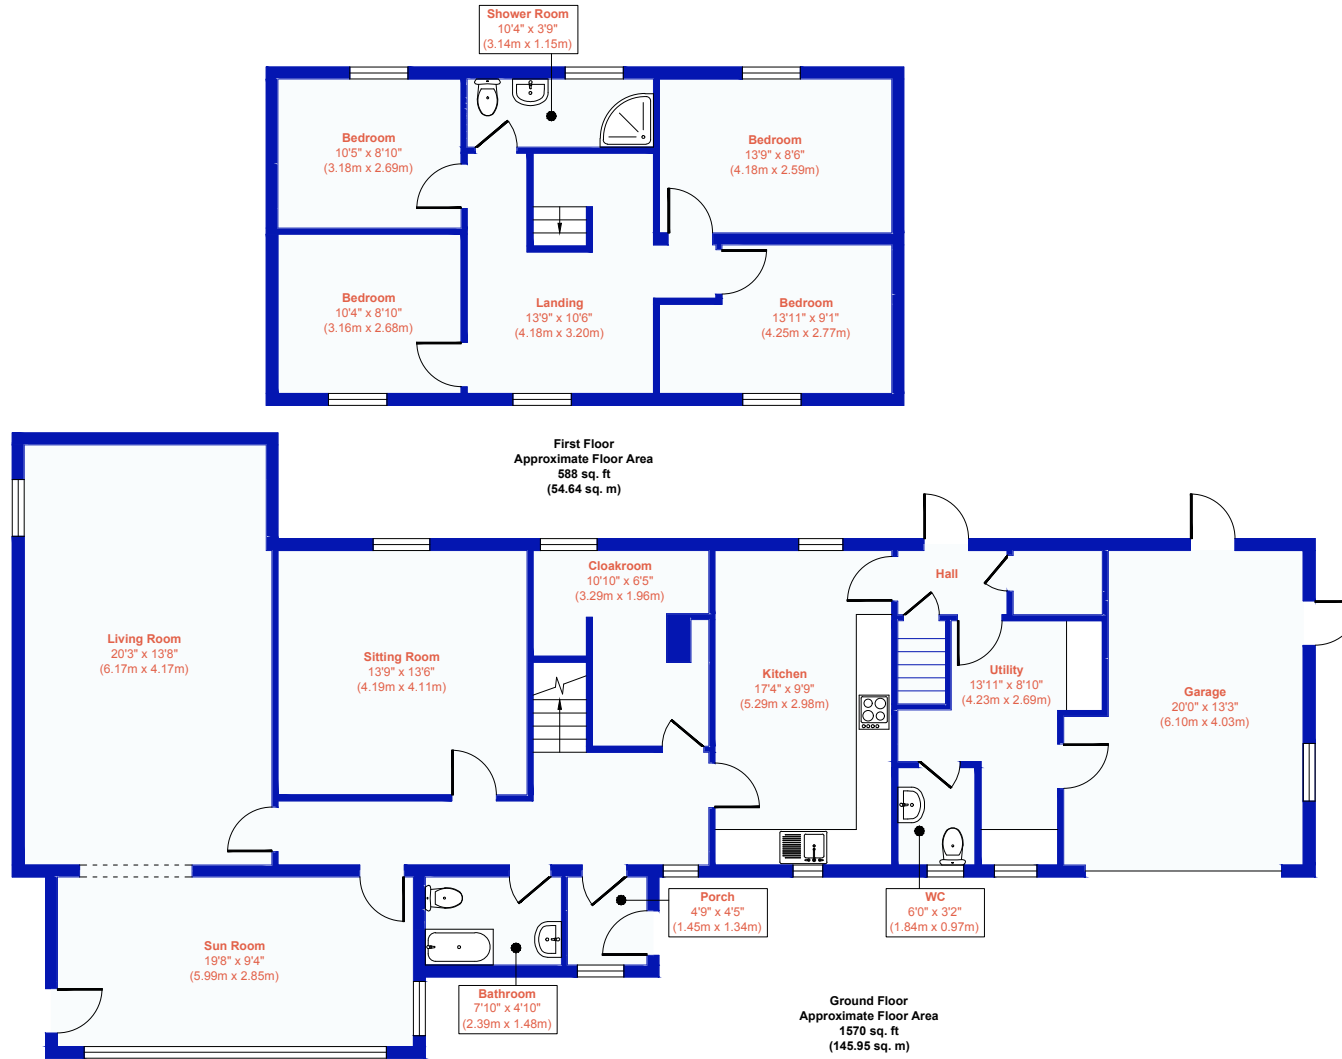 Shower Room
10'4" x 3'9"
(3.14m x 1.15m)
Bedroom
10'5" x 8'10"
(3.18m x 2.69m)
Bedroom
13'9" x 8'6"
(4.18m x 2.59m)
Bedroom
10'4" x 8'10"
(3.16m x 2.68m)
Landing
13'9" x 10'6"
(4.18m x 3.20m)
Bedroom
13'11" x 9'1"
(4.25m x 2.77m)
First Floor
Approximate Floor Area
588 sq. ft
(54.64 sq. m)
Living Room
20'3" x 13'8"
(6.17m x 4.17m)
Sitting Room
13'9" x 13'6"
(4.19m x 4.11m)
Cloakroom
10'10" x 6'5"
(3.29m x 1.96m)
Kitchen
17'4" x 9'9"
(5.29m x 2.98m)
Hall
Utility
13'11" x 8'10"
(4.23m x 2.69m)
Garage
20'0" x 13'3"
(6.10m x 4.03m)
Sun Room
19'8" x 9'4"
(5.99m x 2.85m)
Bathroom
7'10" x 4'10"
(2.39m x 1.48m)
Porch
4'9" x 4'5"
(1.45m x 1.34m)
WC
6'0" x 3'2"
(1.84m x 0.97m)
Ground Floor
Approximate Floor Area
1570 sq. ft
(145.95 sq. m)